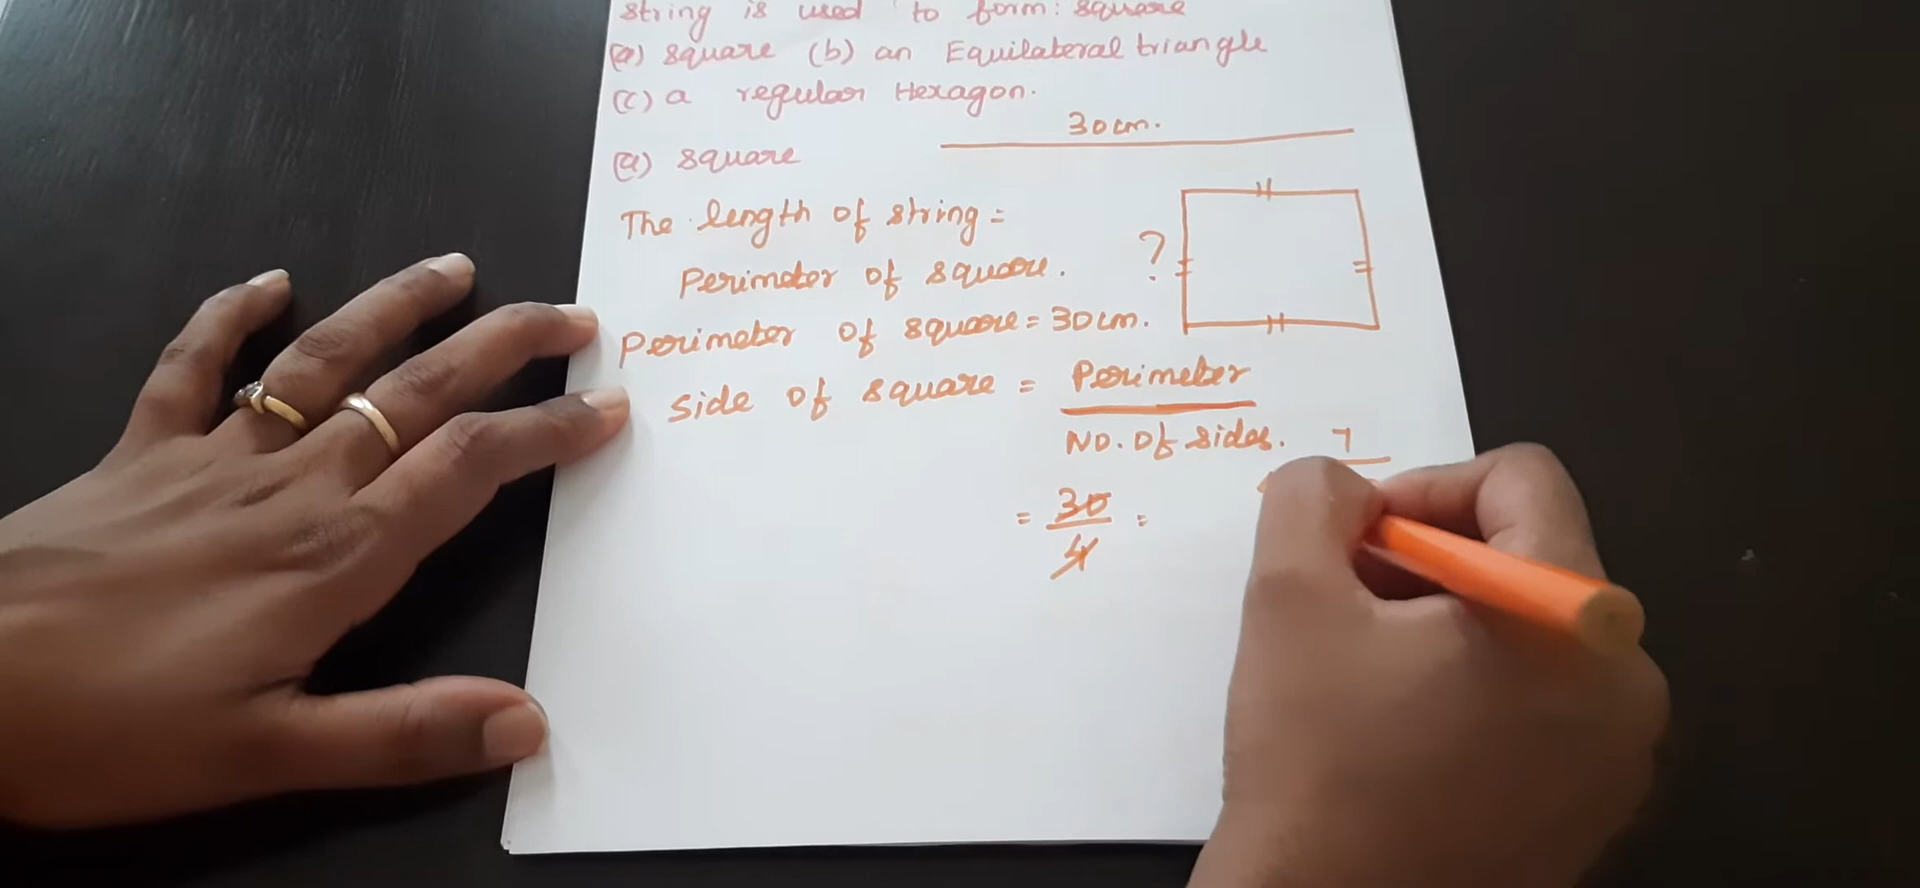 string is used to form: square
(a) square (b) an Equilateral triangle
(c) a regular Hexagon.
30cm.
(a) square
The length of string =
Perimeter of square.
?
Perimeter of square = 30cm.
side of square = Perimeter
No. of sides.
7
= 30 =
4